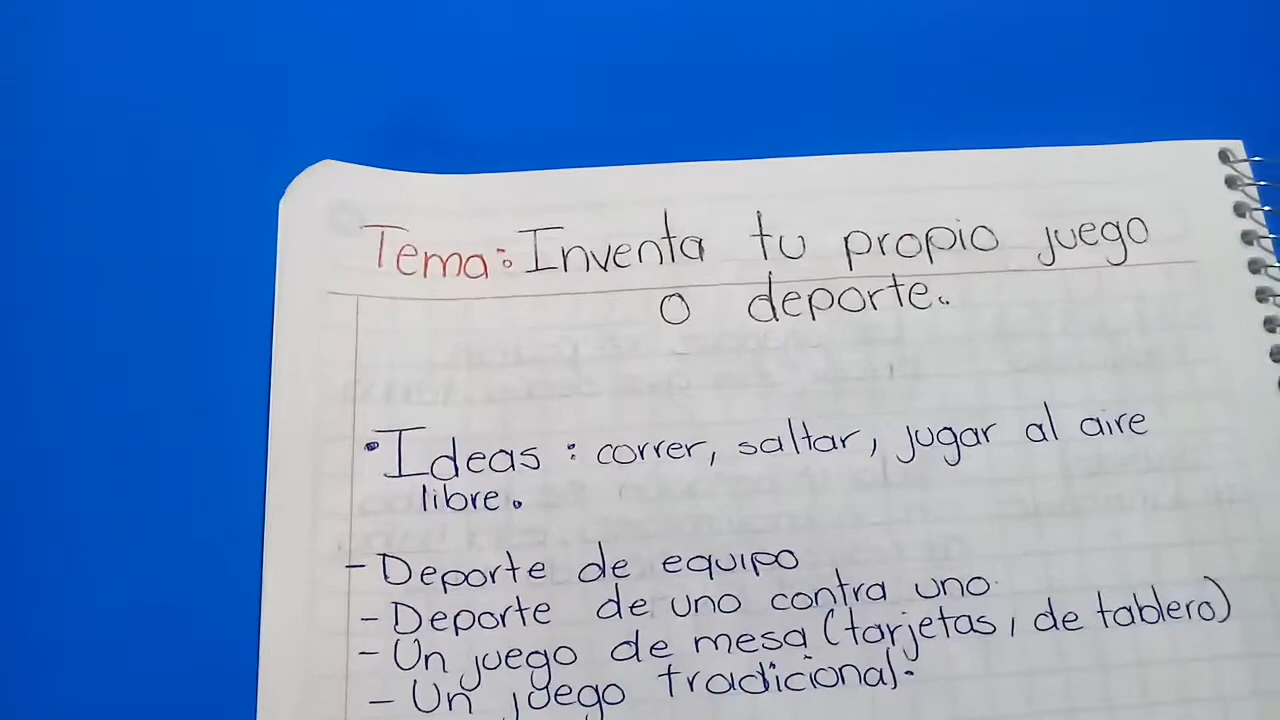 Tema: Inventa tu propio juego
o deporte.
• Ideas : correr, saltar, jugar al aire
libre.
- Deporte de equipo
- Deporte de uno contra uno
- Un juego de mesa (tarjetas, de tablero)
- Un juego tradicional.